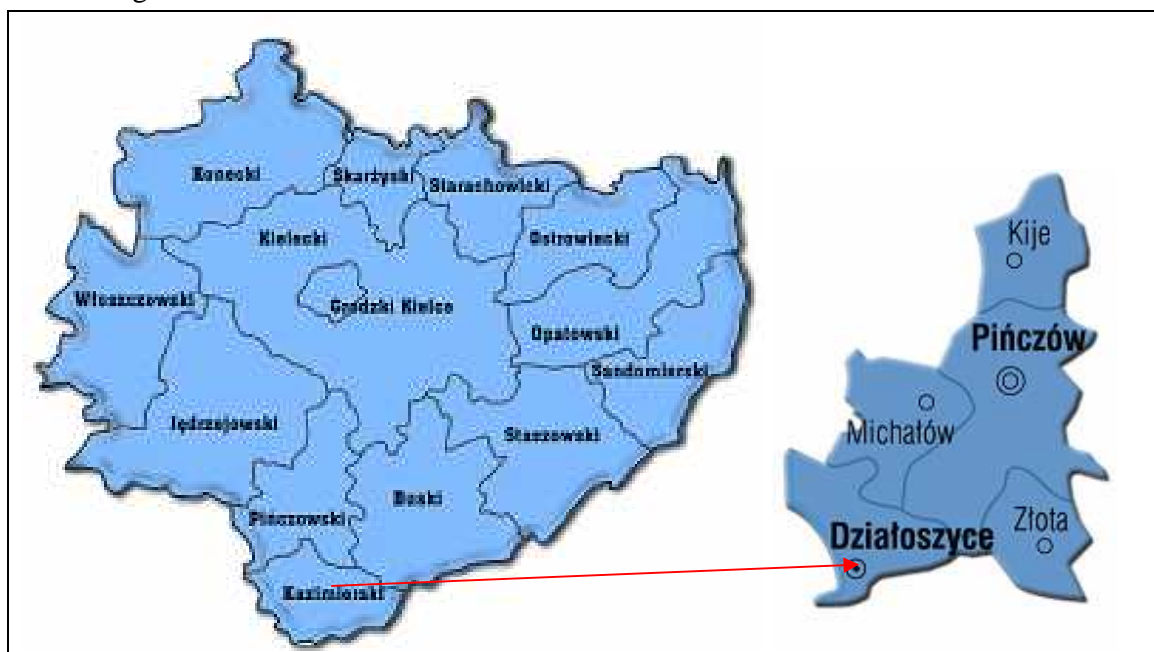 Konecki
Skarżyski
Starachowicki
Kielecki
Ostrowiecki
Włoszczowski
Grodzki Kielce
Opatowski
Sandomierski
Jędrzejowski
Staszowski
Buski
Pińczowski
Kazimierski
Kije
Pińczów
Michałów
Złota
Działoszyce